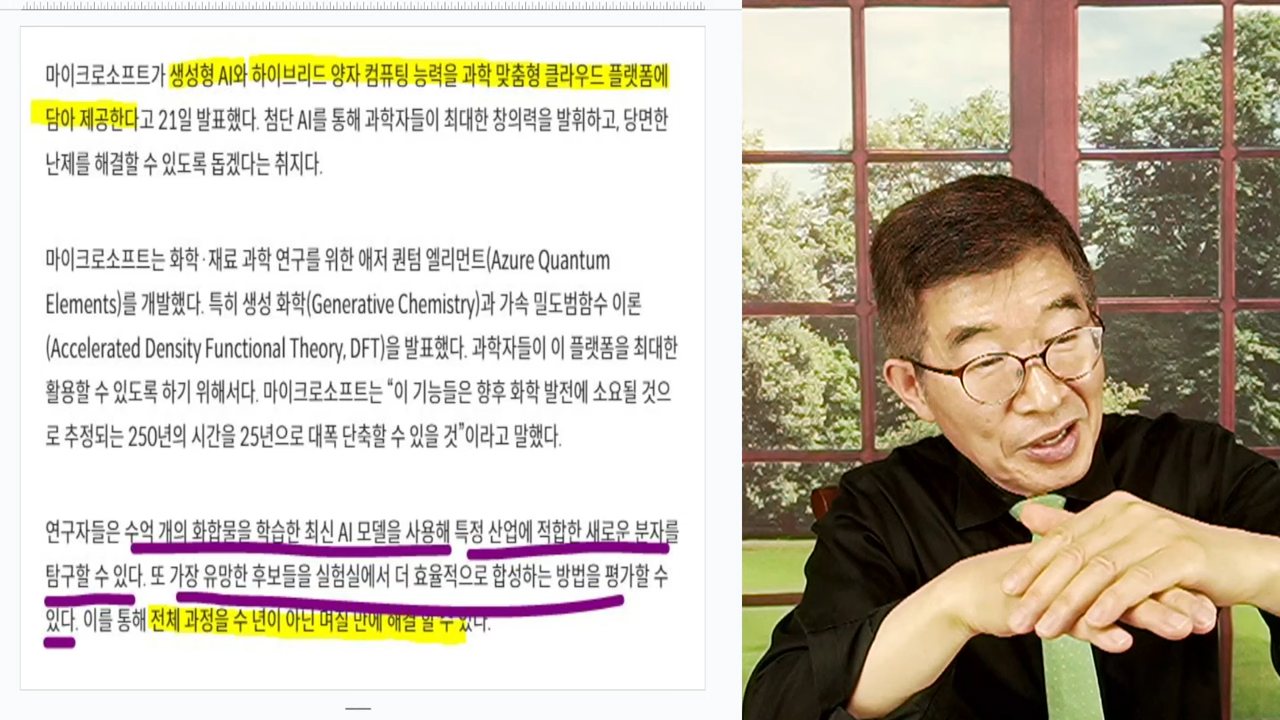 마이크로소프트가 생성형 AI와 하이브리드 양자 컴퓨팅 능력을 과학 맞춤형 클라우드 플랫폼에
담아 제공한다고 21일 발표했다. 첨단 AI를 통해 과학자들이 최대한 창의력을 발휘하고, 당면한
난제를 해결할 수 있도록 돕겠다는 취지다.
마이크로소프트는 화학·재료 과학 연구를 위한 애저 퀀텀 엘리먼트(Azure Quantum
Elements)를 개발했다. 특히 생성 화학(Generative Chemistry)과 가속 밀도범함수 이론
(Accelerated Density Functional Theory, DFT)을 발표했다. 과학자들이 이 플랫폼을 최대한
활용할 수 있도록 하기 위해서다. 마이크로소프트는 “이 기능들은 향후 화학 발전에 소요될 것으
로 추정되는 250년의 시간을 25년으로 대폭 단축할 수 있을 것”이라고 말했다.
연구자들은 수억 개의 화합물을 학습한 최신 AI 모델을 사용해 특정 산업에 적합한 새로운 분자를
탐구할 수 있다. 또 가장 유망한 후보들을 실험실에서 더 효율적으로 합성하는 방법을 평가할 수
있다. 이를 통해 전체 과정을 수 년이 아닌 며칠 만에 해결 할 수 있다.